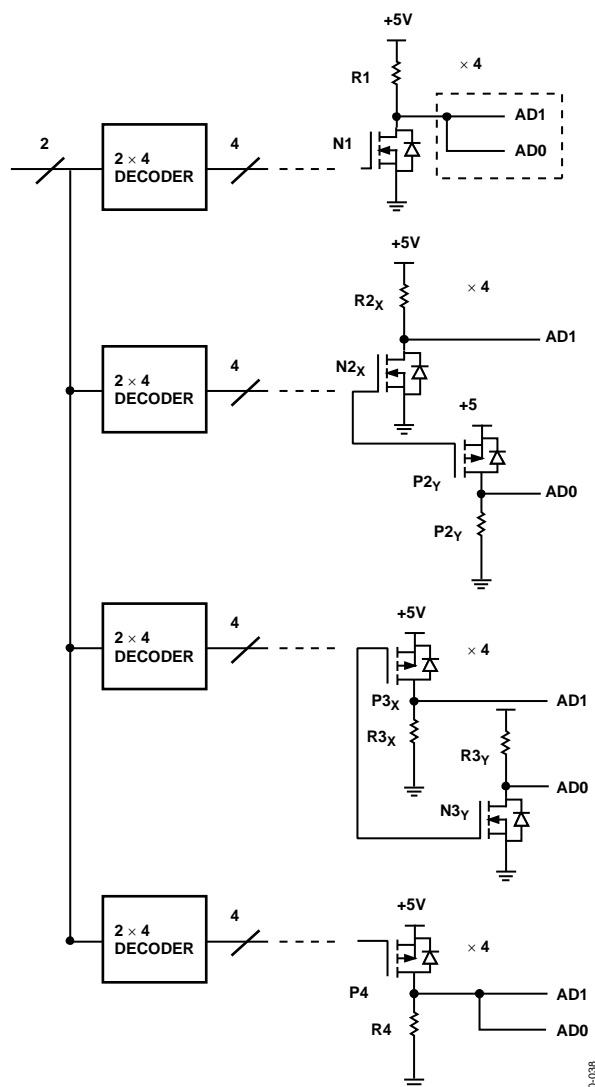 +5V
R1
× 4
AD1
2
4
N1
AD0
2 × 4
DECODER
+5V
R2X
× 4
AD1
4
N2X
2 × 4
DECODER
+5
P2Y
AD0
P2Y
+5V
4
× 4
2 × 4
DECODER
P3X
AD1
R3X
R3Y
AD0
N3Y
+5V
4
× 4
2 × 4
DECODER
P4
AD1
R4
AD0
0-038